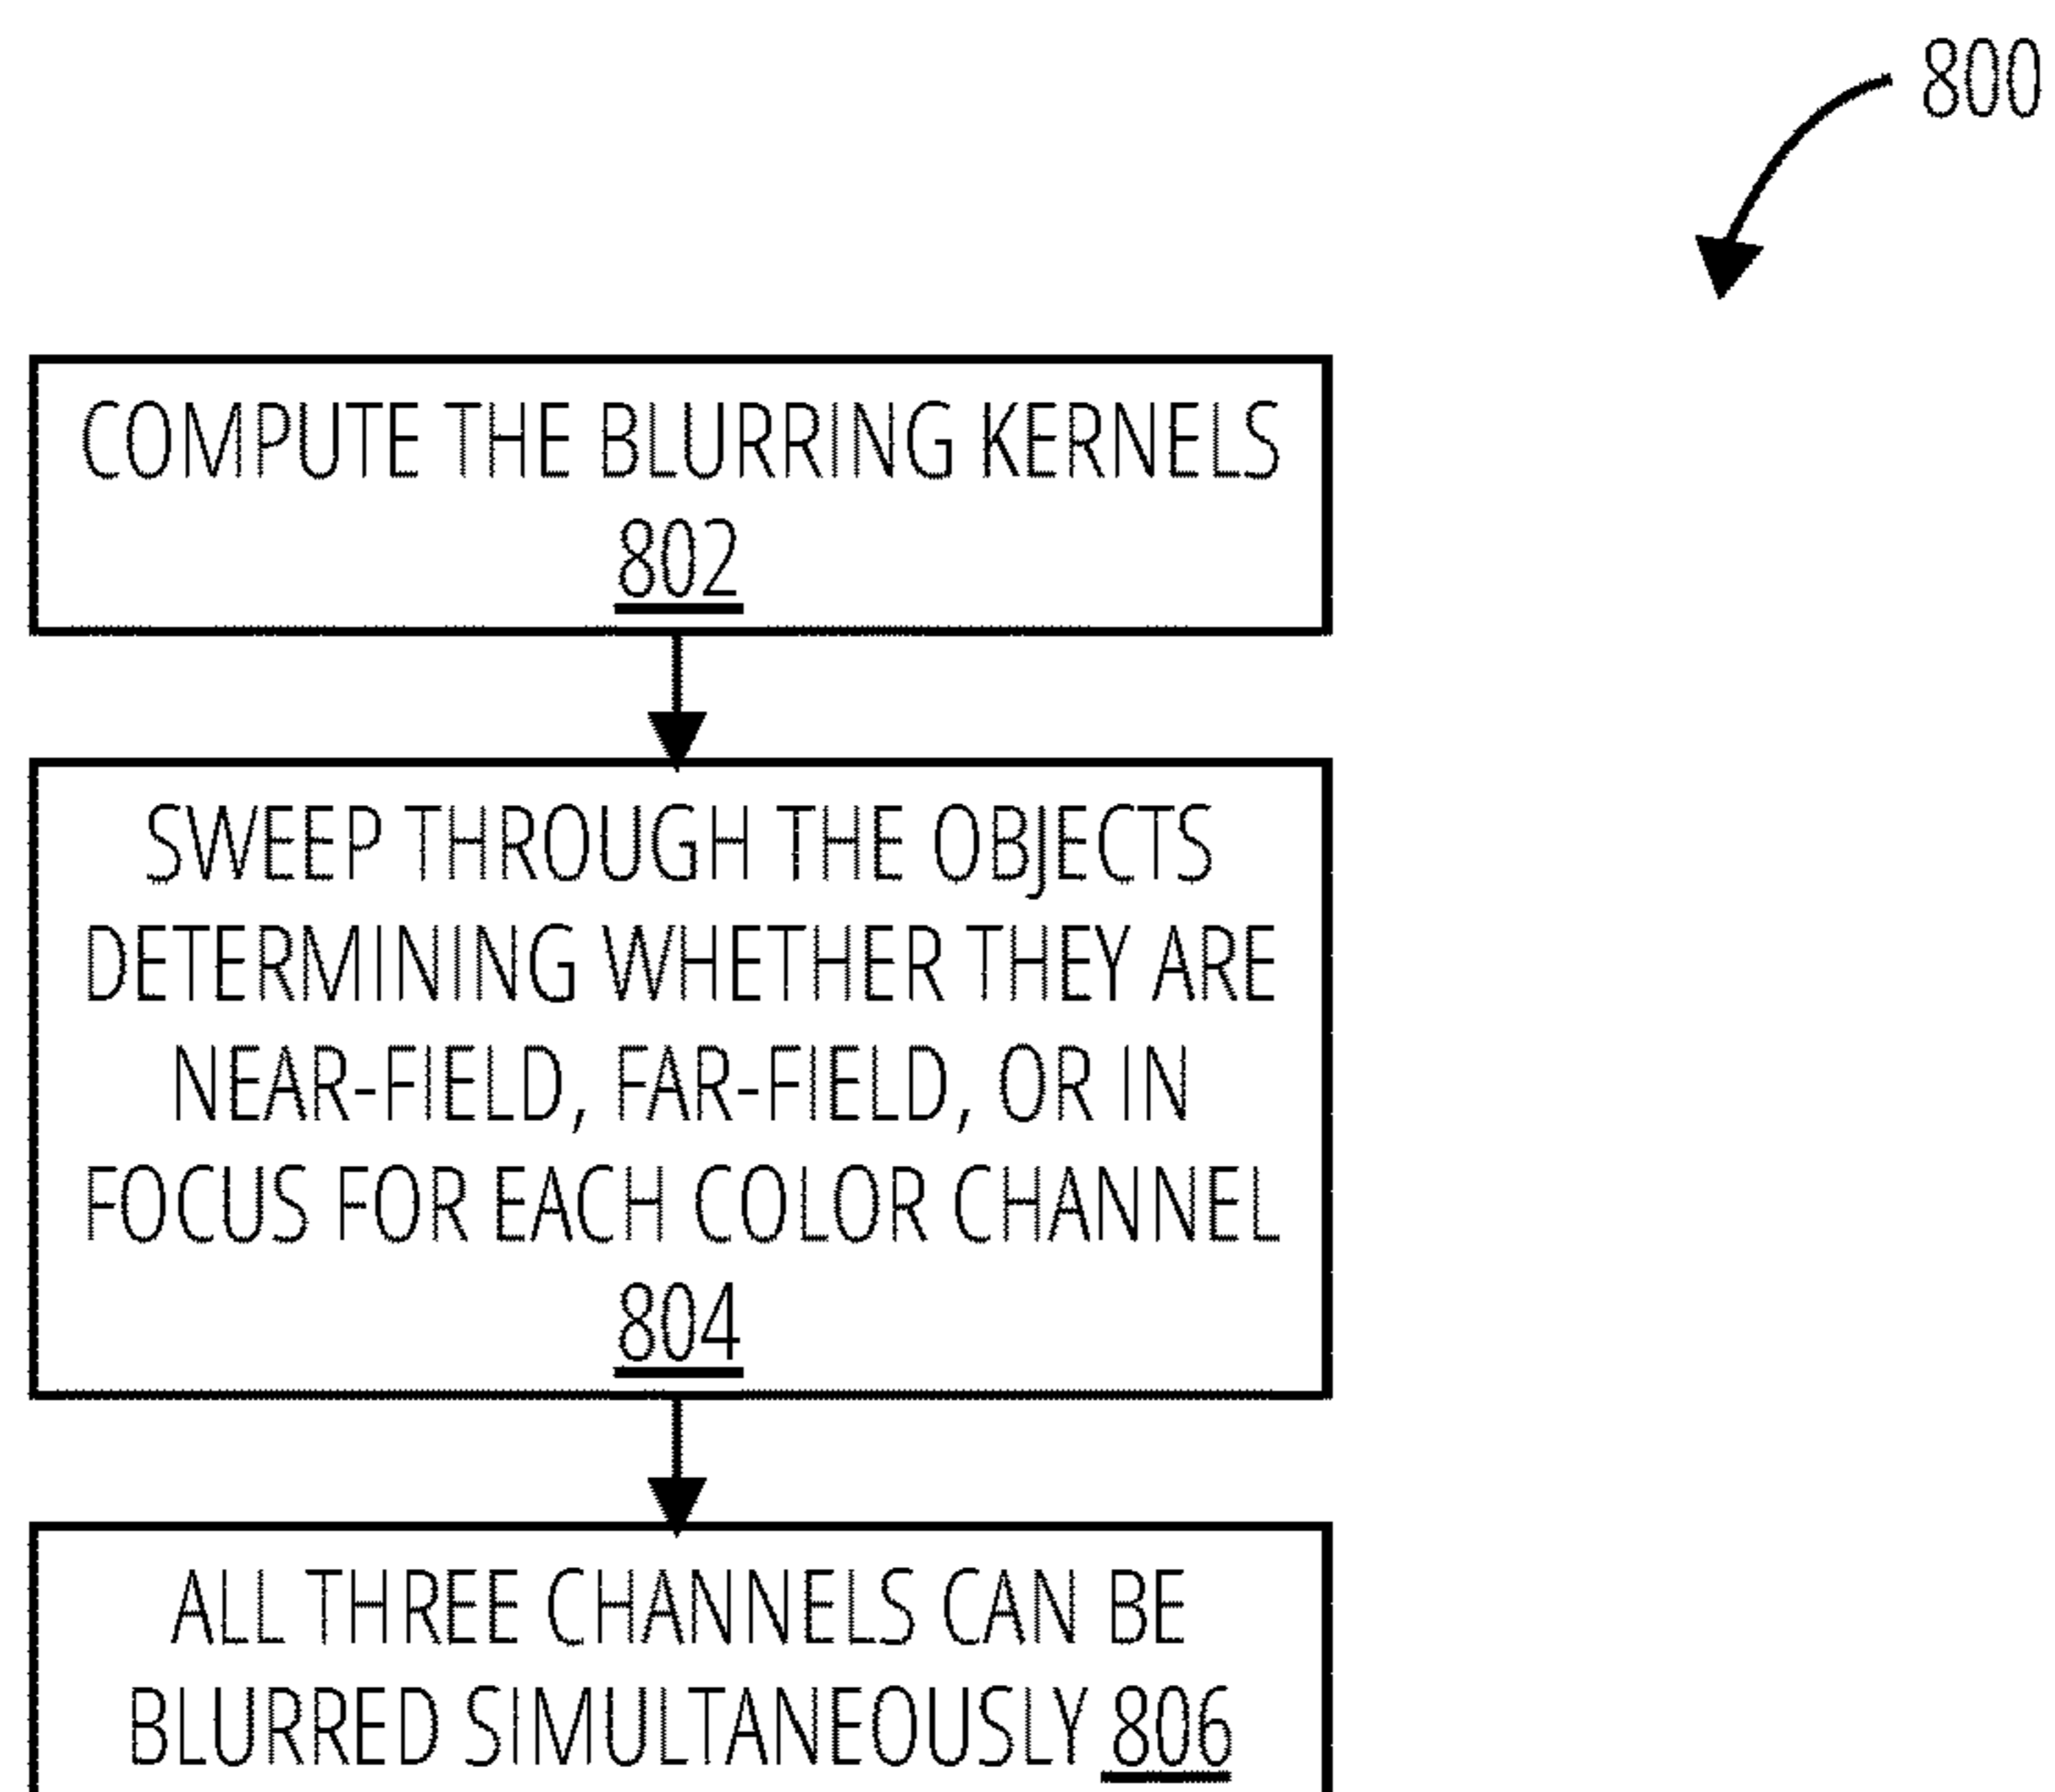 800
COMPUTE THE BLURRING KERNELS
802
SWEEP THROUGH THE OBJECTS
DETERMINING WHETHER THEY ARE
NEAR-FIELD, FAR-FIELD, OR IN
FOCUS FOR EACH COLOR CHANNEL
804
ALL THREE CHANNELS CAN BE
BLURRED SIMULTANEOUSLY 806